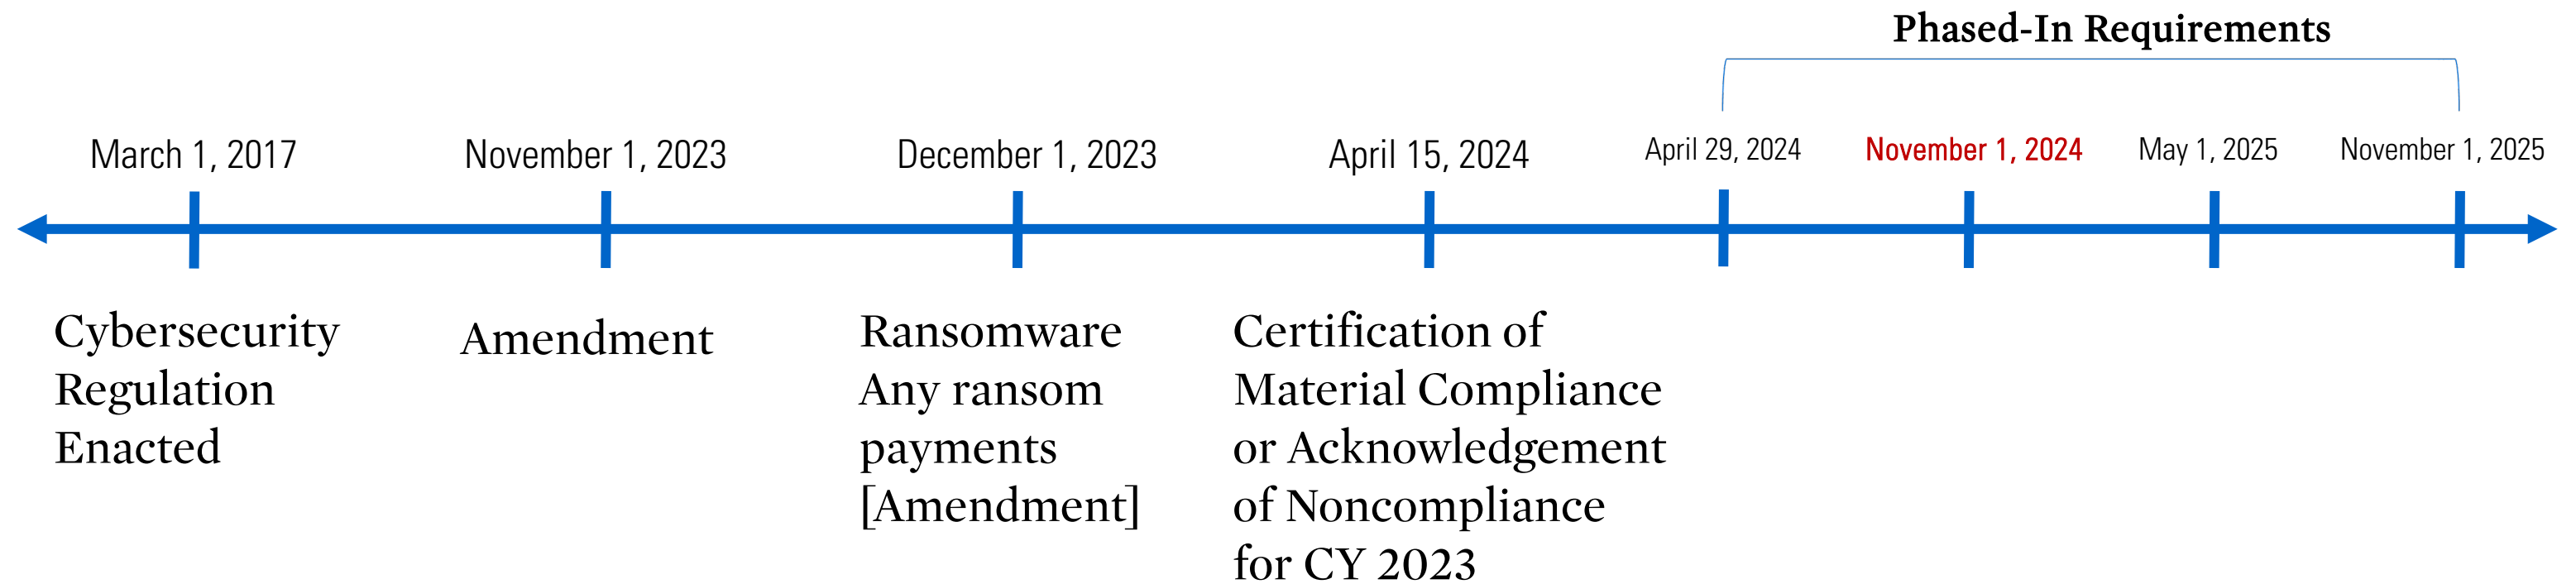 Phased-In Requirements
March 1, 2017
November 1, 2023
December 1, 2023
April 15, 2024
April 29, 2024
November 1, 2024
May 1, 2025
November 1, 2025
Cybersecurity
Regulation
Enacted
Amendment
Ransomware
Any ransom
payments
[Amendment]
Certification of
Material Compliance
or Acknowledgement
of Noncompliance
for CY 2023